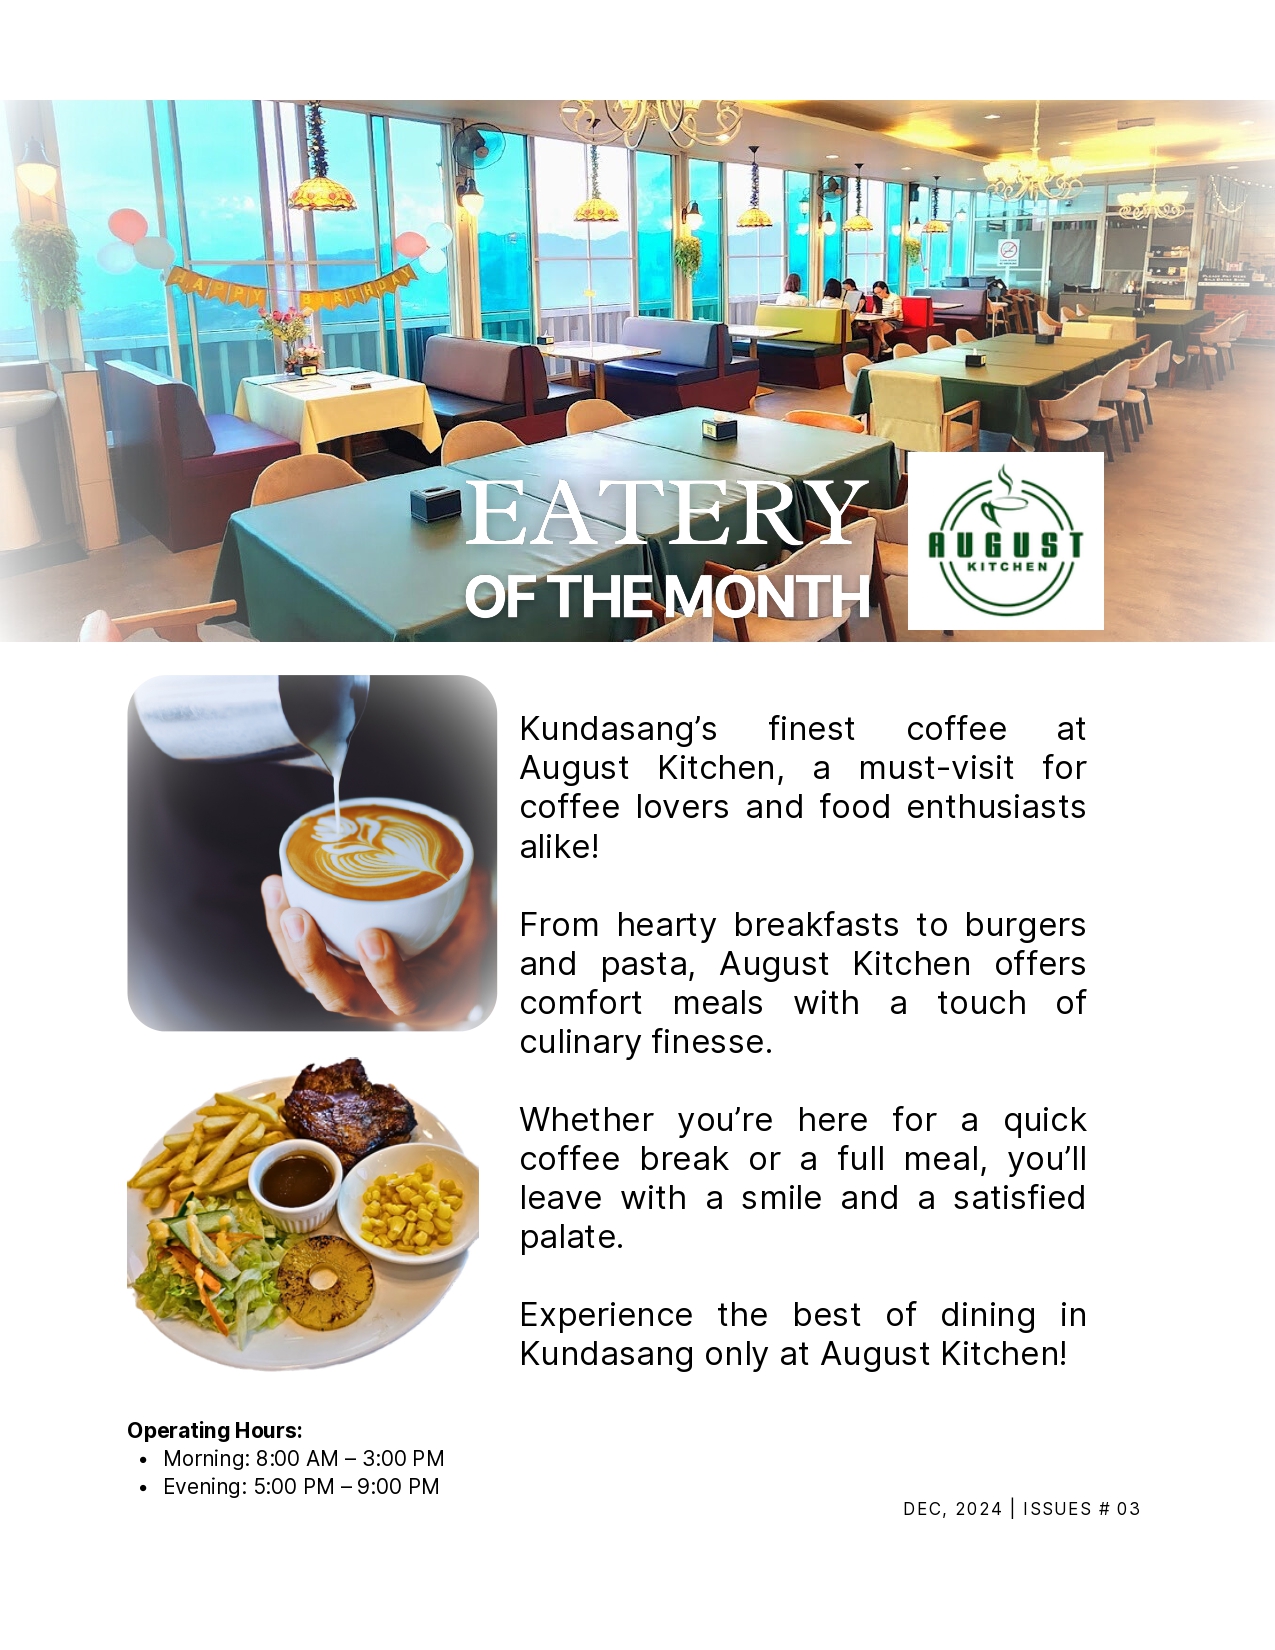 HAPPY BIRTHDAY
EATERY
OF THE MONTH
AUGUST
KITCHEN
Kundasang’s finest coffee at
August Kitchen, a must-visit for
coffee lovers and food enthusiasts
alike!
From hearty breakfasts to burgers
and pasta, August Kitchen offers
comfort meals with a touch of
culinary finesse.
Whether you’re here for a quick
coffee break or a full meal, you’ll
leave with a smile and a satisfied
palate.
Experience the best of dining in
Kundasang only at August Kitchen!
Operating Hours:
• Morning: 8:00 AM – 3:00 PM
• Evening: 5:00 PM – 9:00 PM
DEC, 2024 | ISSUES # 03